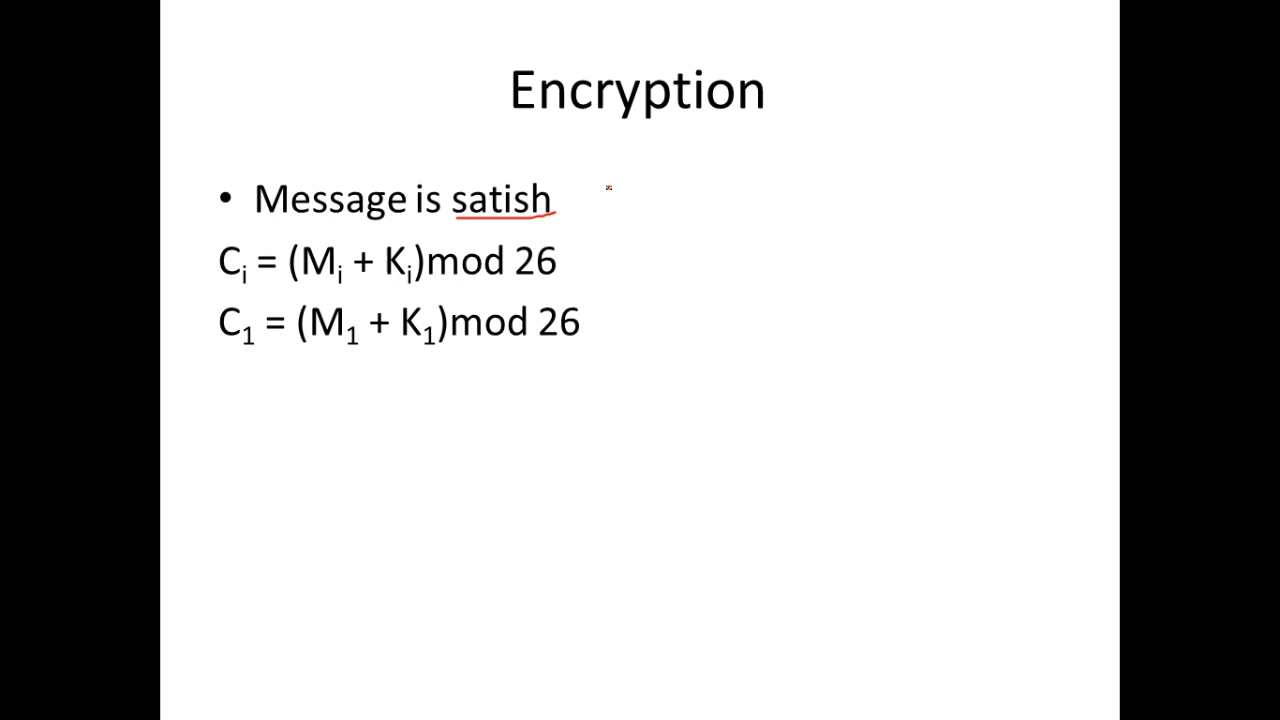 Encryption
• Message is satish
Cᵢ = (Mᵢ + Kᵢ)mod 26
C₁ = (M₁ + K₁)mod 26